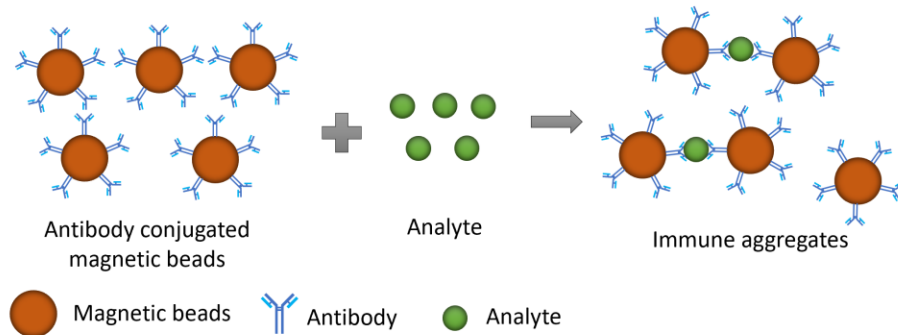 Antibody conjugated
magnetic beads
Analyte
Immune aggregates
Magnetic beads
Antibody
Analyte